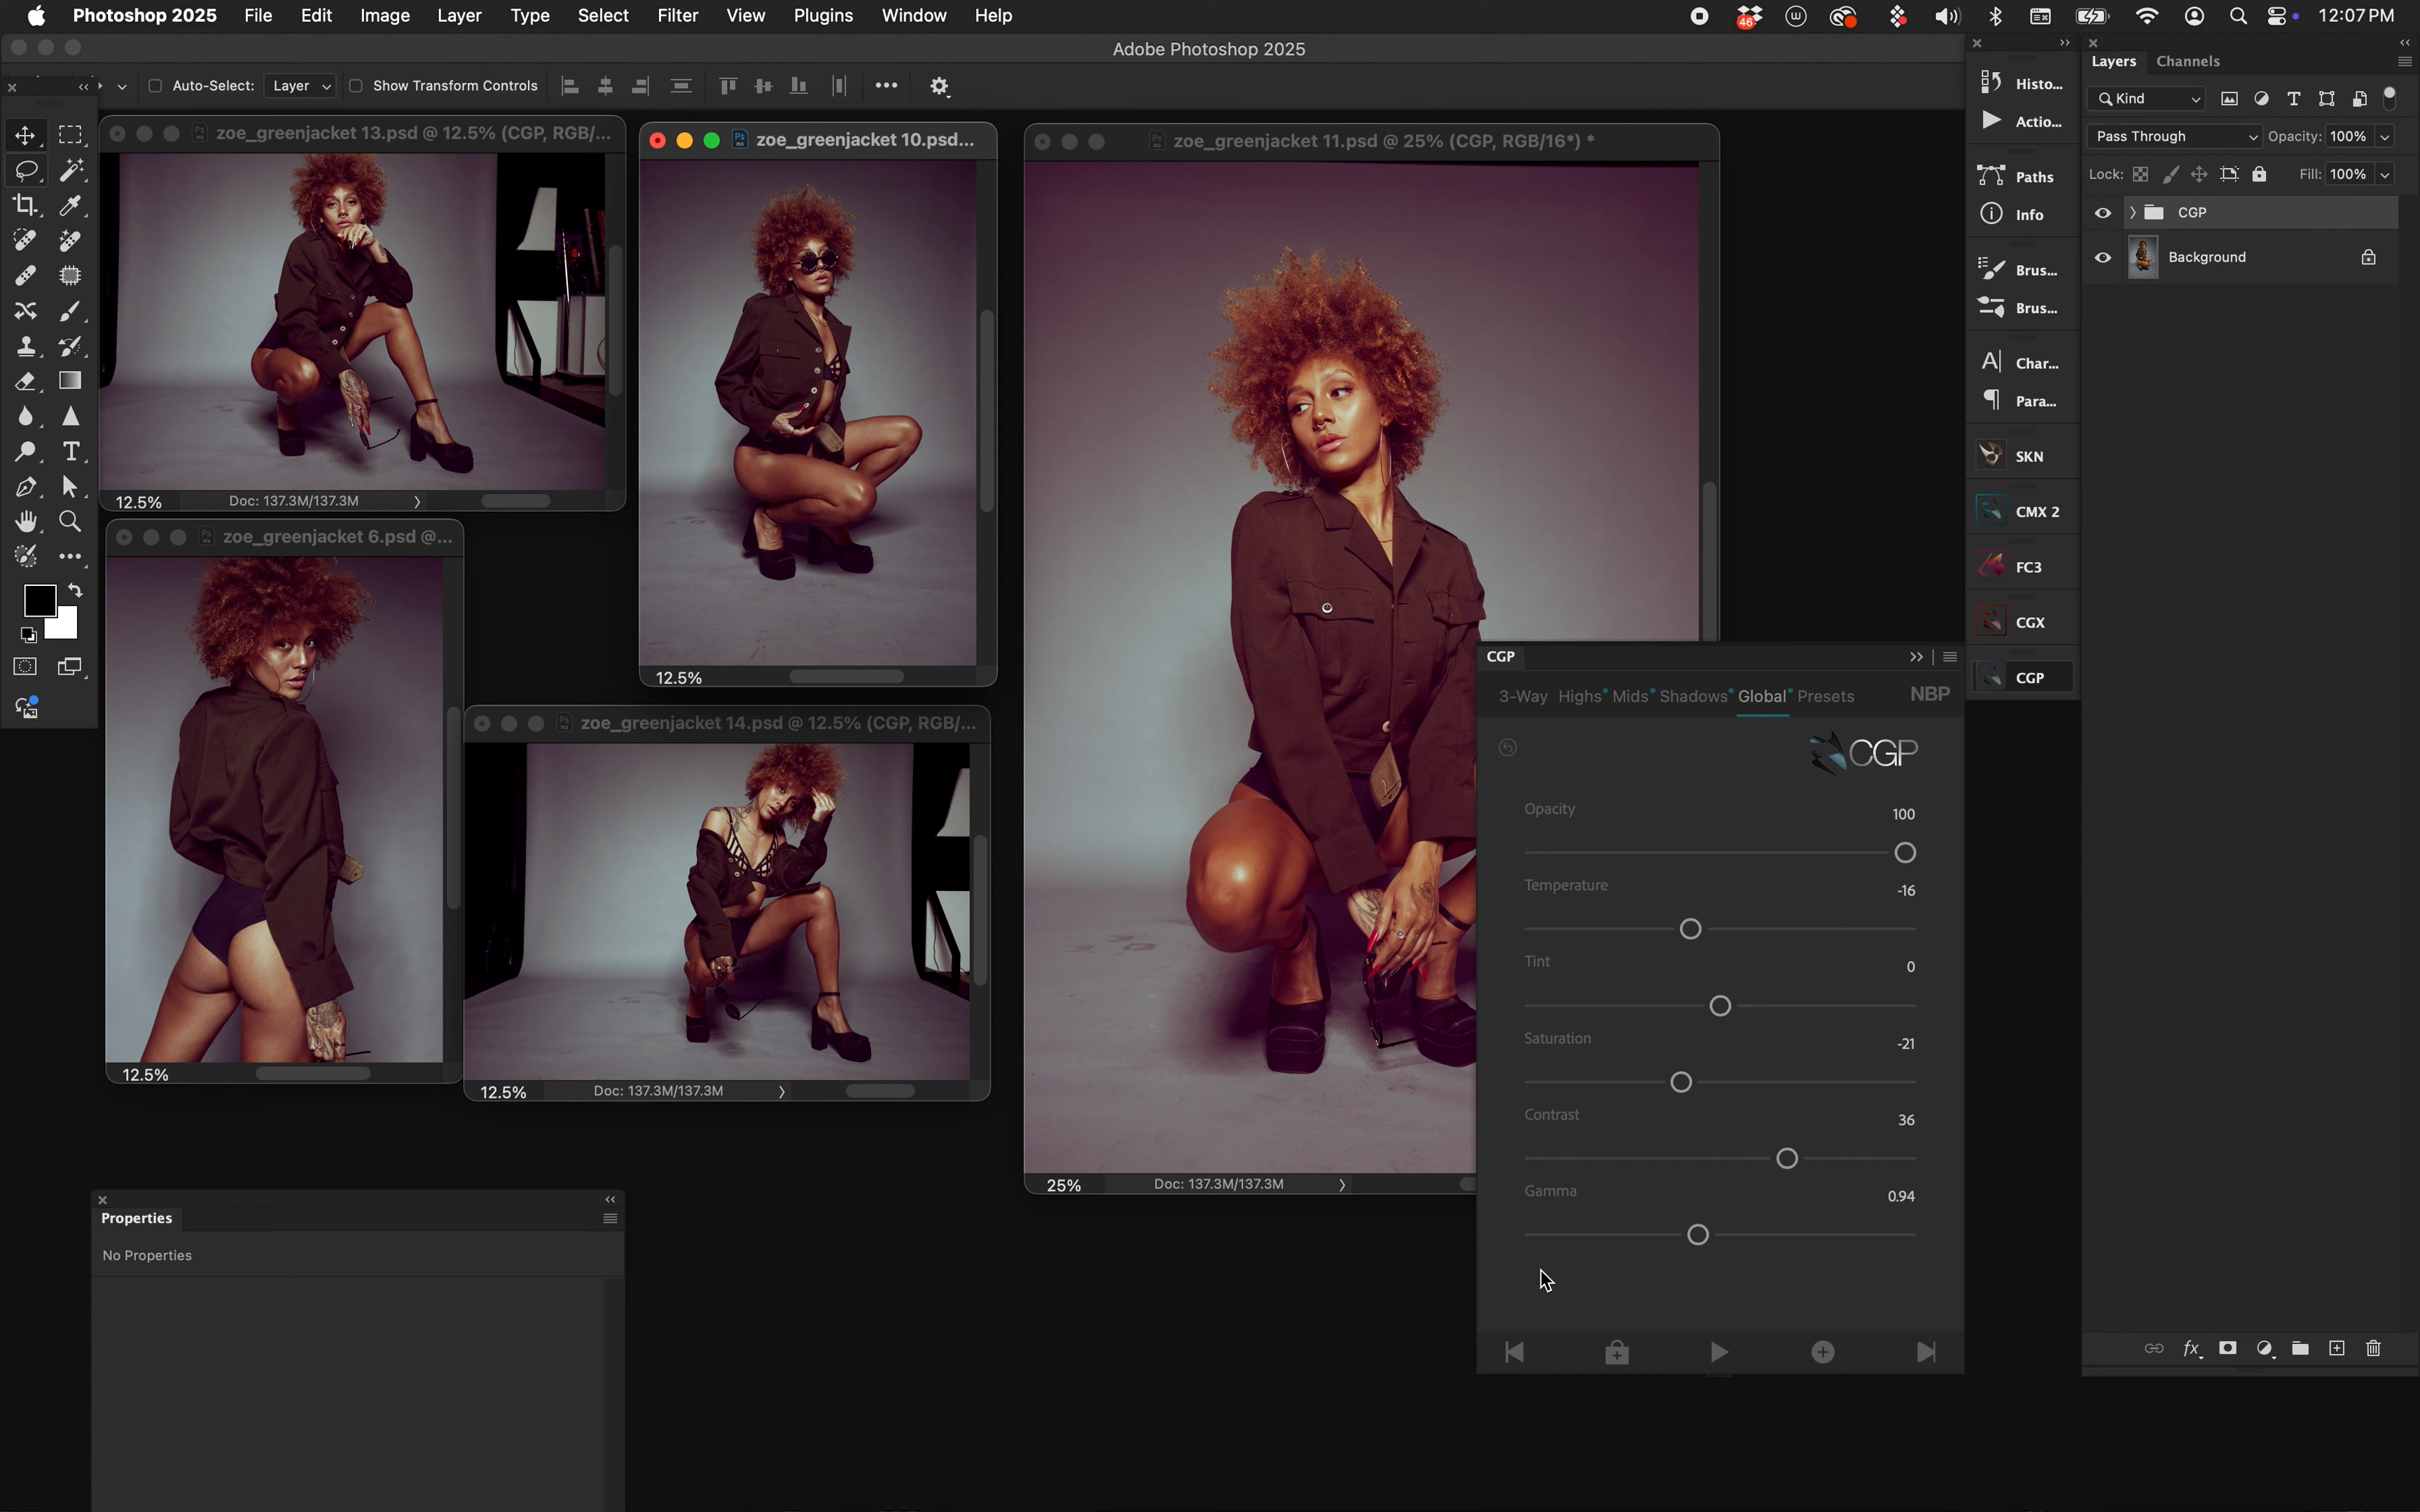 Photoshop 2025 File Edit Image Layer Type Select Filter View Plugins Window Help
46
12:07 PM
Adobe Photoshop 2025
Auto-Select: Layer Show Transform Controls
zoe_greenjacket 13.psd @ 12.5% (CGP, RGB/...
12.5% Doc: 137.3M/137.3M
zoe_greenjacket 10.psd...
12.5%
zoe_greenjacket 11.psd @ 25% (CGP, RGB/16*) *
25% Doc: 137.3M/137.3M
zoe_greenjacket 6.psd @...
12.5%
zoe_greenjacket 14.psd @ 12.5% (CGP, RGB/...
12.5% Doc: 137.3M/137.3M
Properties
No Properties
CGP
3-Way Highs Mids Shadows Global Presets NBP
CGP
Opacity
100
Temperature
-16
Tint
0
Saturation
-21
Contrast
36
Gamma
0.94
Histo...
Actio...
Paths
Info
Brus...
Brus...
Char...
Para...
SKN
CMX 2
FC3
CGX
CGP
Layers Channels
Kind
Pass Through Opacity: 100%
Lock: Fill: 100%
CGP
Background